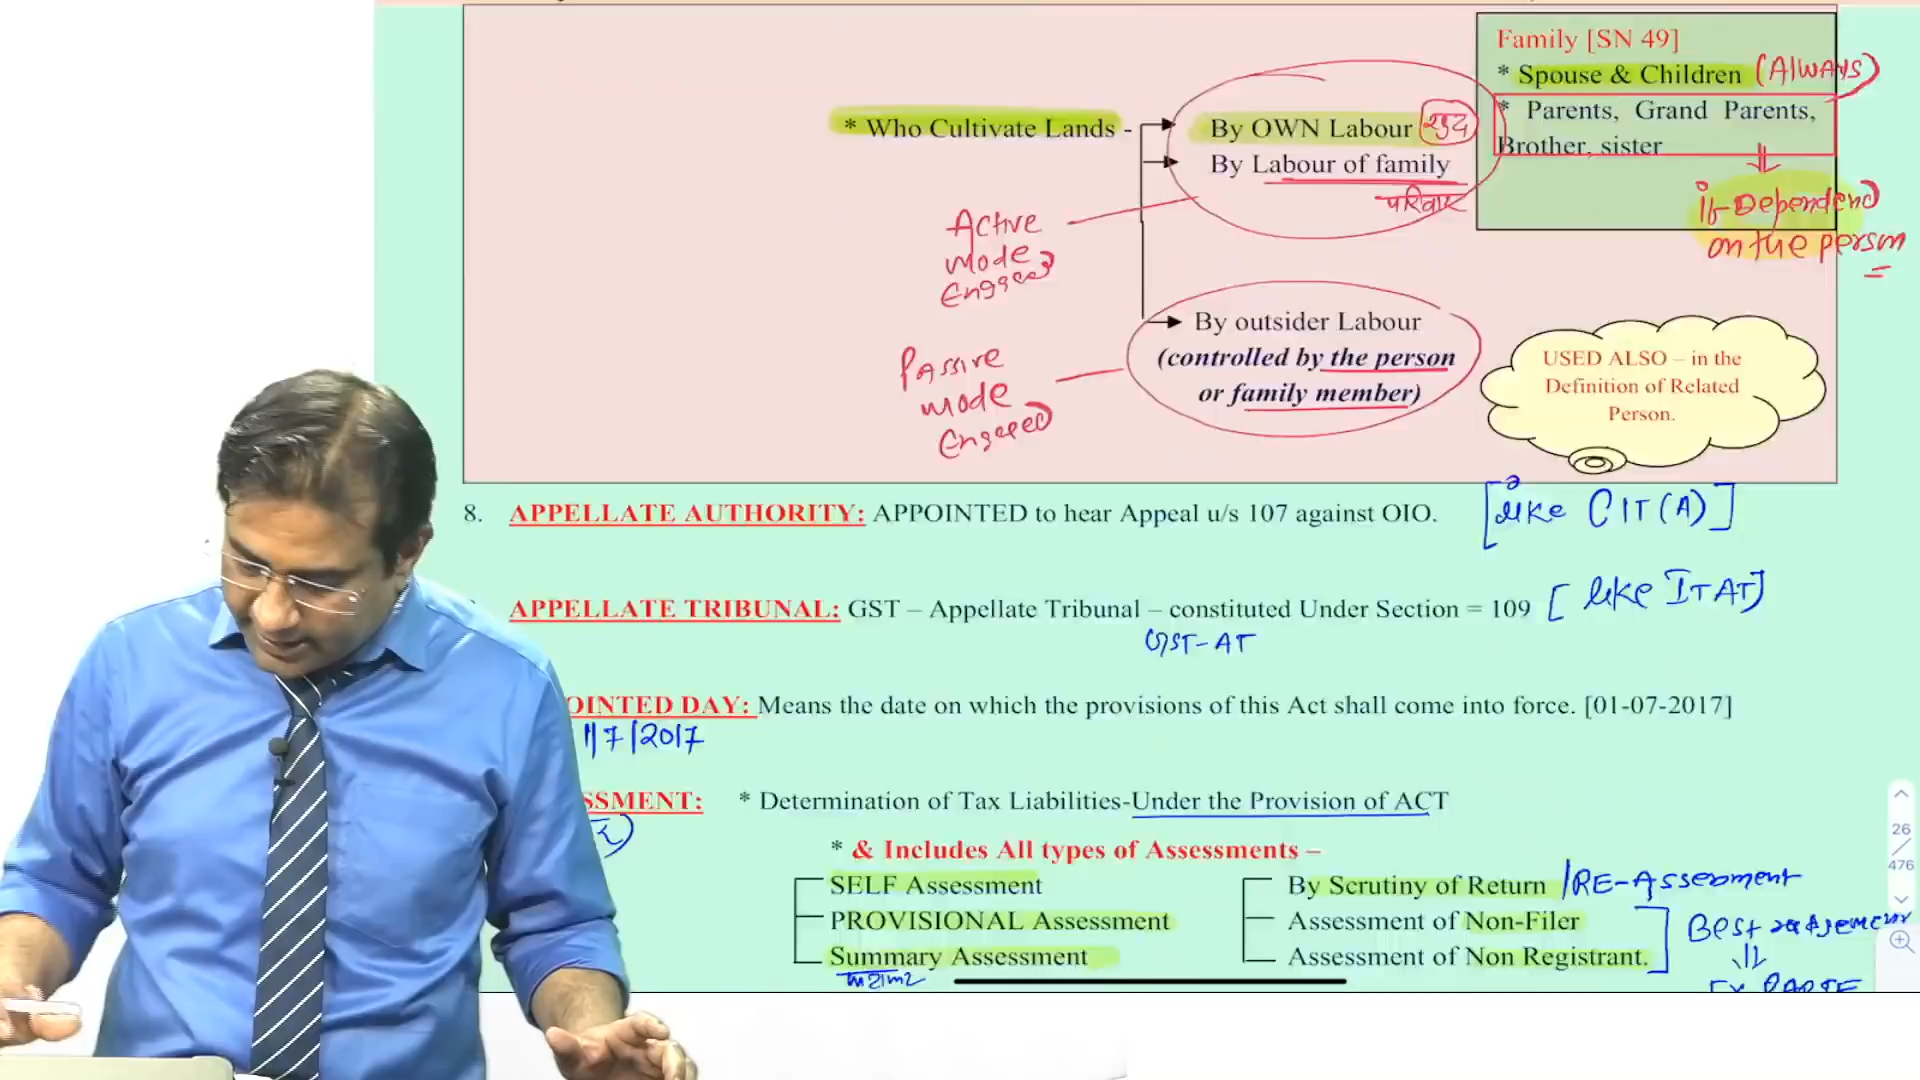 Family [SN 49]
* Spouse & Children (ALWAYS)
* Parents, Grand Parents,
Brother, sister
if Dependend
on the person
* Who Cultivate Lands -
By OWN Labour खुद
By Labour of family
परिवार
Active
mode
By outsider Labour
(controlled by the person
or family member)
Passive
mode
USED ALSO – in the
Definition of Related
Person.
8. APPELLATE AUTHORITY: APPOINTED to hear Appeal u/s 107 against OIO. [like CIT(A)]
APPELLATE TRIBUNAL: GST – Appellate Tribunal – constituted Under Section = 109 [like ITAT]
GST-AT
OINTED DAY: Means the date on which the provisions of this Act shall come into force. [01-07-2017]
1/7/2017
SSMENT: * Determination of Tax Liabilities-Under the Provision of ACT
* & Includes All types of Assessments –
SELF Assessment
By Scrutiny of Return /RE-Assessment
PROVISIONAL Assessment
Assessment of Non-Filer
Summary Assessment
Assessment of Non Registrant.
Best
26
/
476